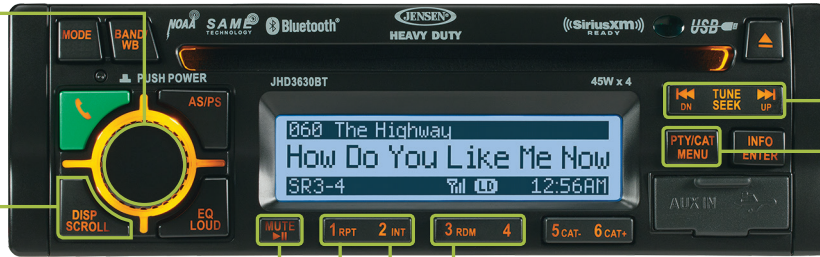 MODE
BAND
WB
NOAA
SAME
TECHNOLOGY
Bluetooth®
JENSEN®
HEAVY DUTY
((SiriusXM))
READY
USB
PUSH POWER
JHD3630BT
45W x 4
AS/PS
DISP
SCROLL
EQ
LOUD
060 The Highway
How Do You Like Me Now
SR3-4 LD 12:56AM
TUNE
SEEK
DN
UP
PTY/CAT
MENU
INFO
ENTER
AUX IN
MUTE
1 RPT 2 INT
3 RDM 4
5 CAT- 6 CAT+